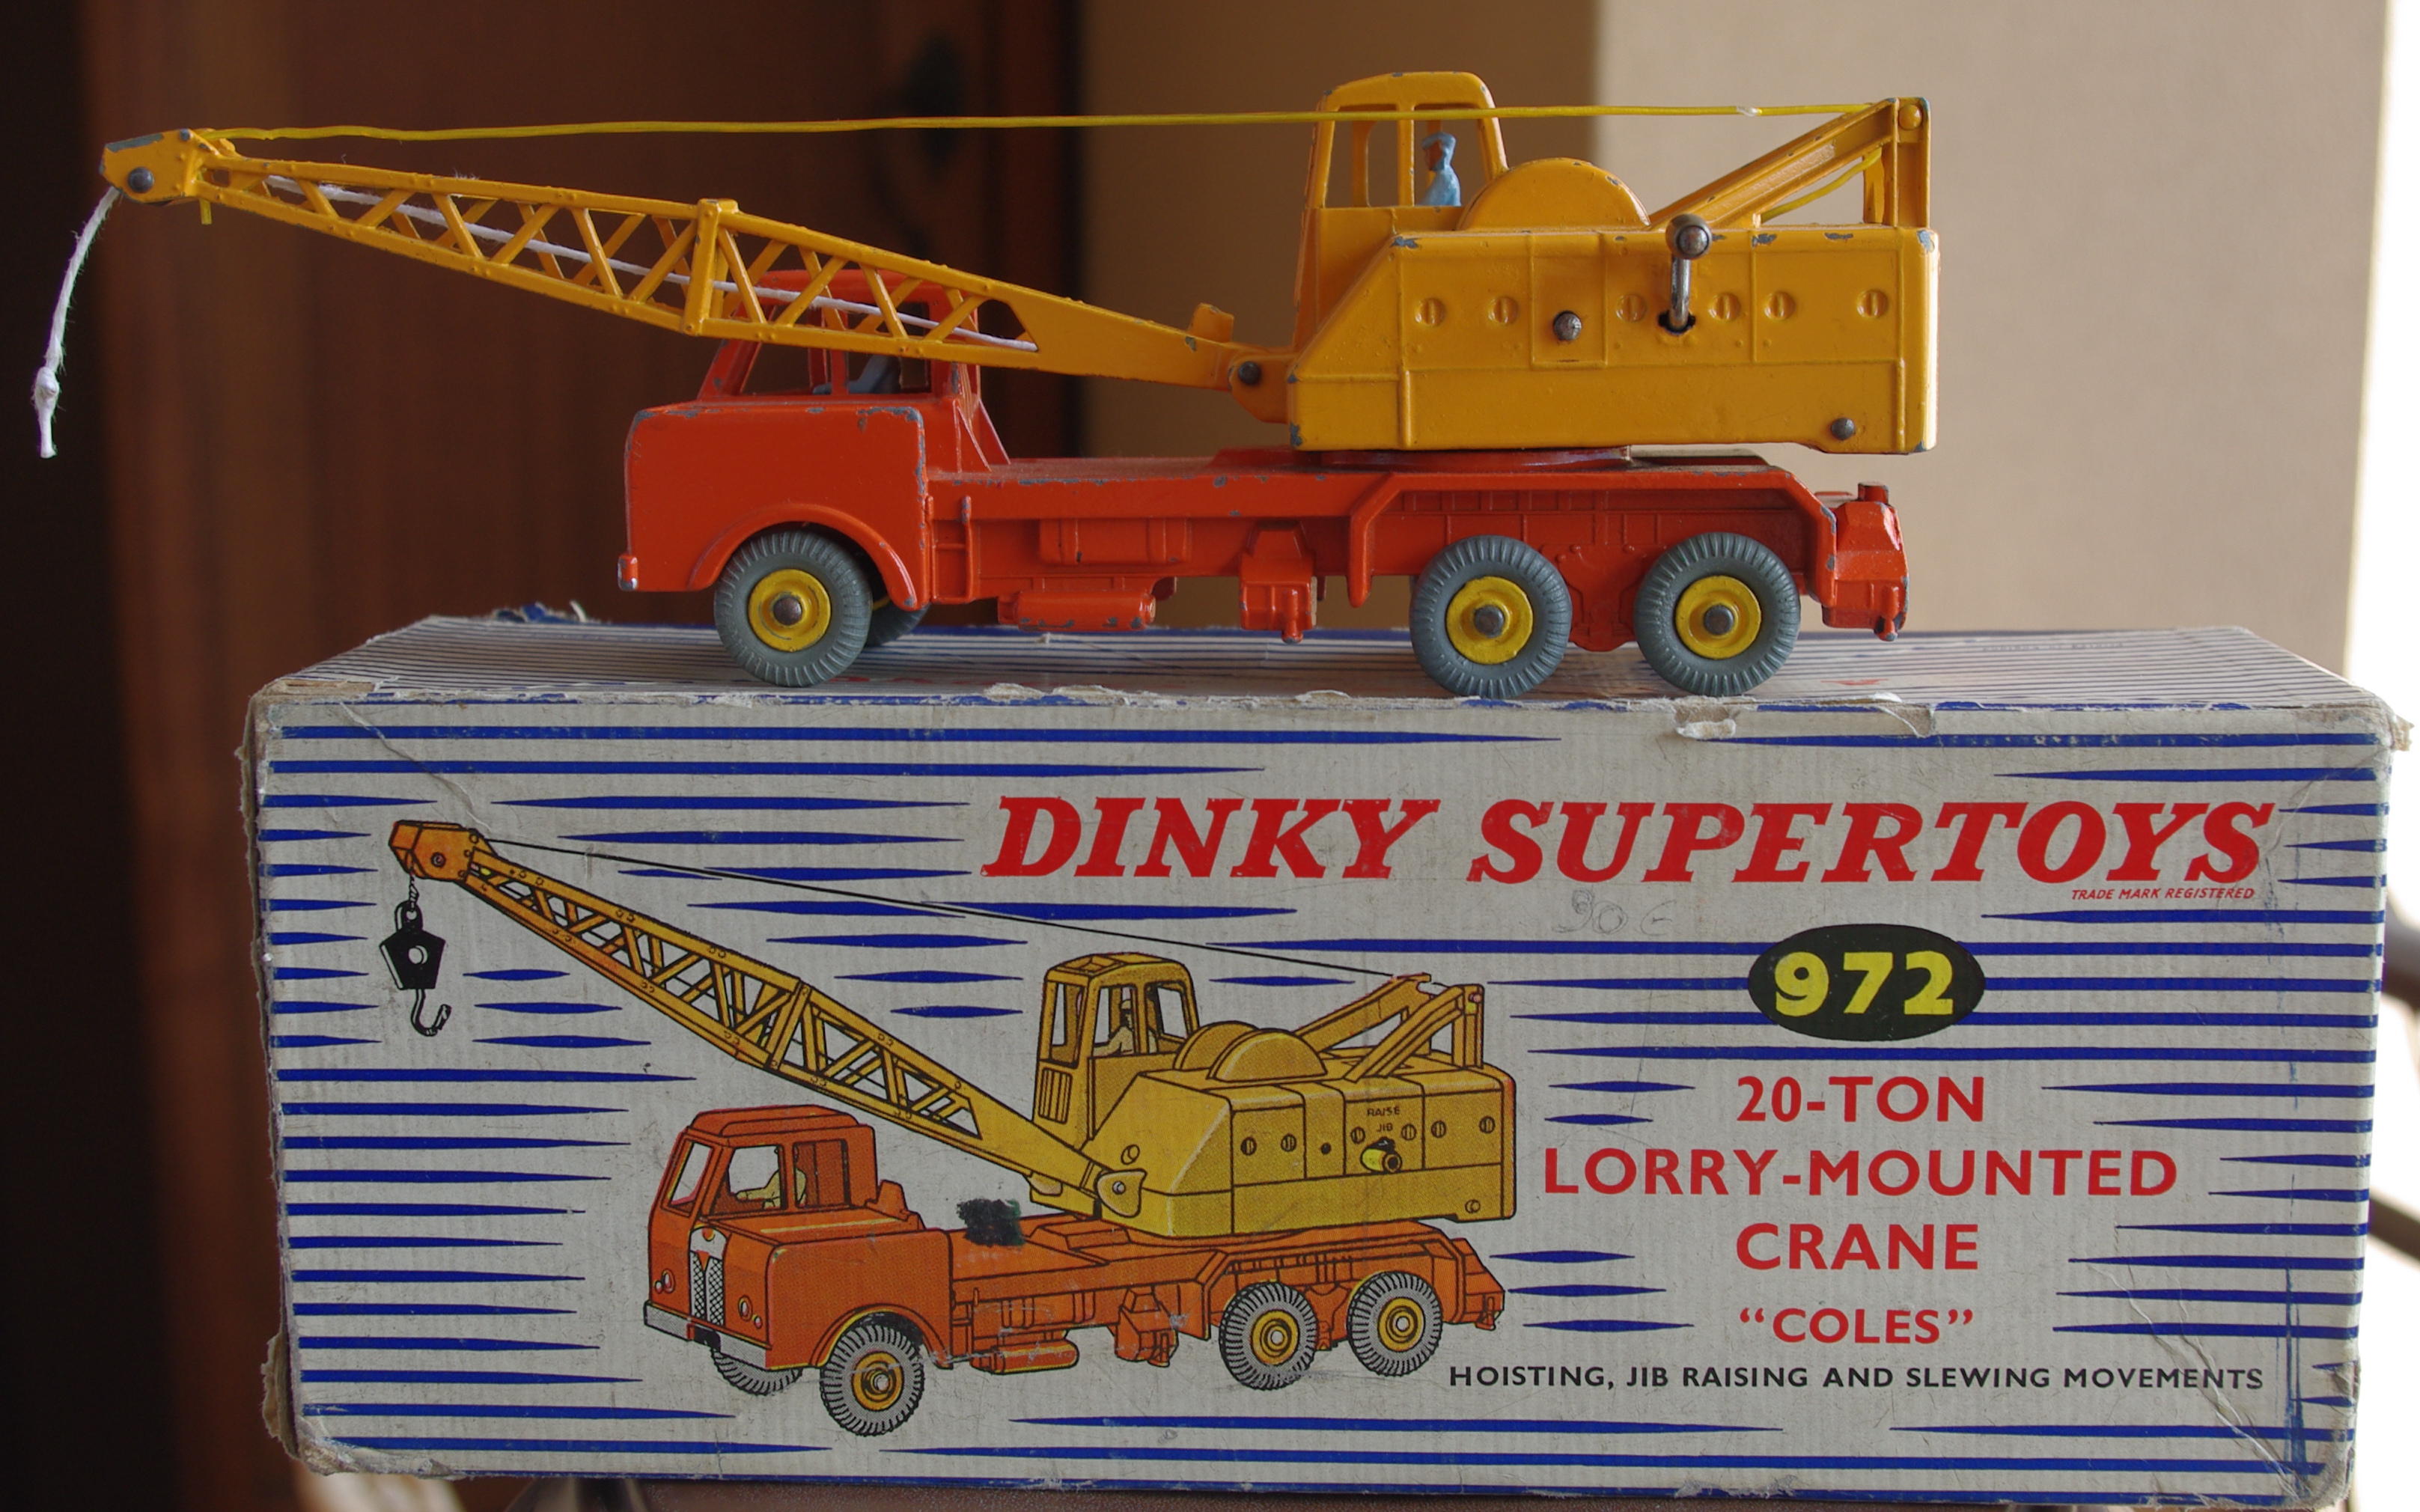 DINKY SUPERTOYS
TRADE MARK REGISTERED
972
20-TON
LORRY-MOUNTED
CRANE
“COLES”
HOISTING, JIB RAISING AND SLEWING MOVEMENTS
RAISE
JIB